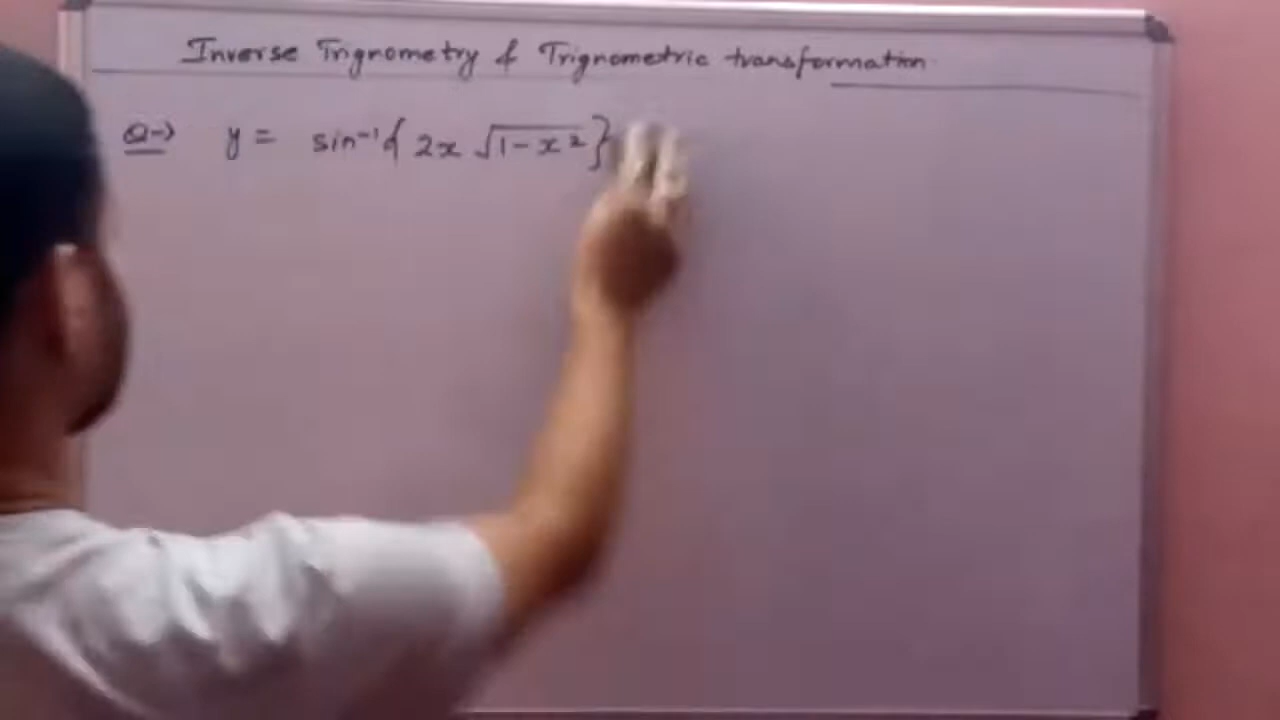 Inverse Trignometry & Trignometric transformation
Q→ y = sin⁻¹{ 2x √1-x² }